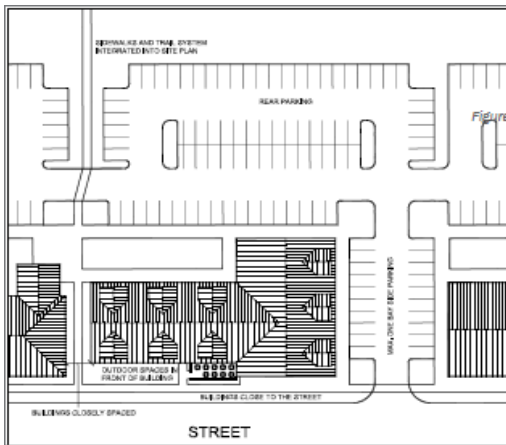 SIDEWALKS AND TRAIL SYSTEM
INTEGRATED INTO SITE PLAN
REAR PARKING
Figure
MAX. ONE BAY SIDE PARKING
OUTDOOR SPACES IN
FRONT OF BUILDING
BUILDINGS CLOSE TO THE STREET
BUILDINGS CLOSELY SPACED
STREET